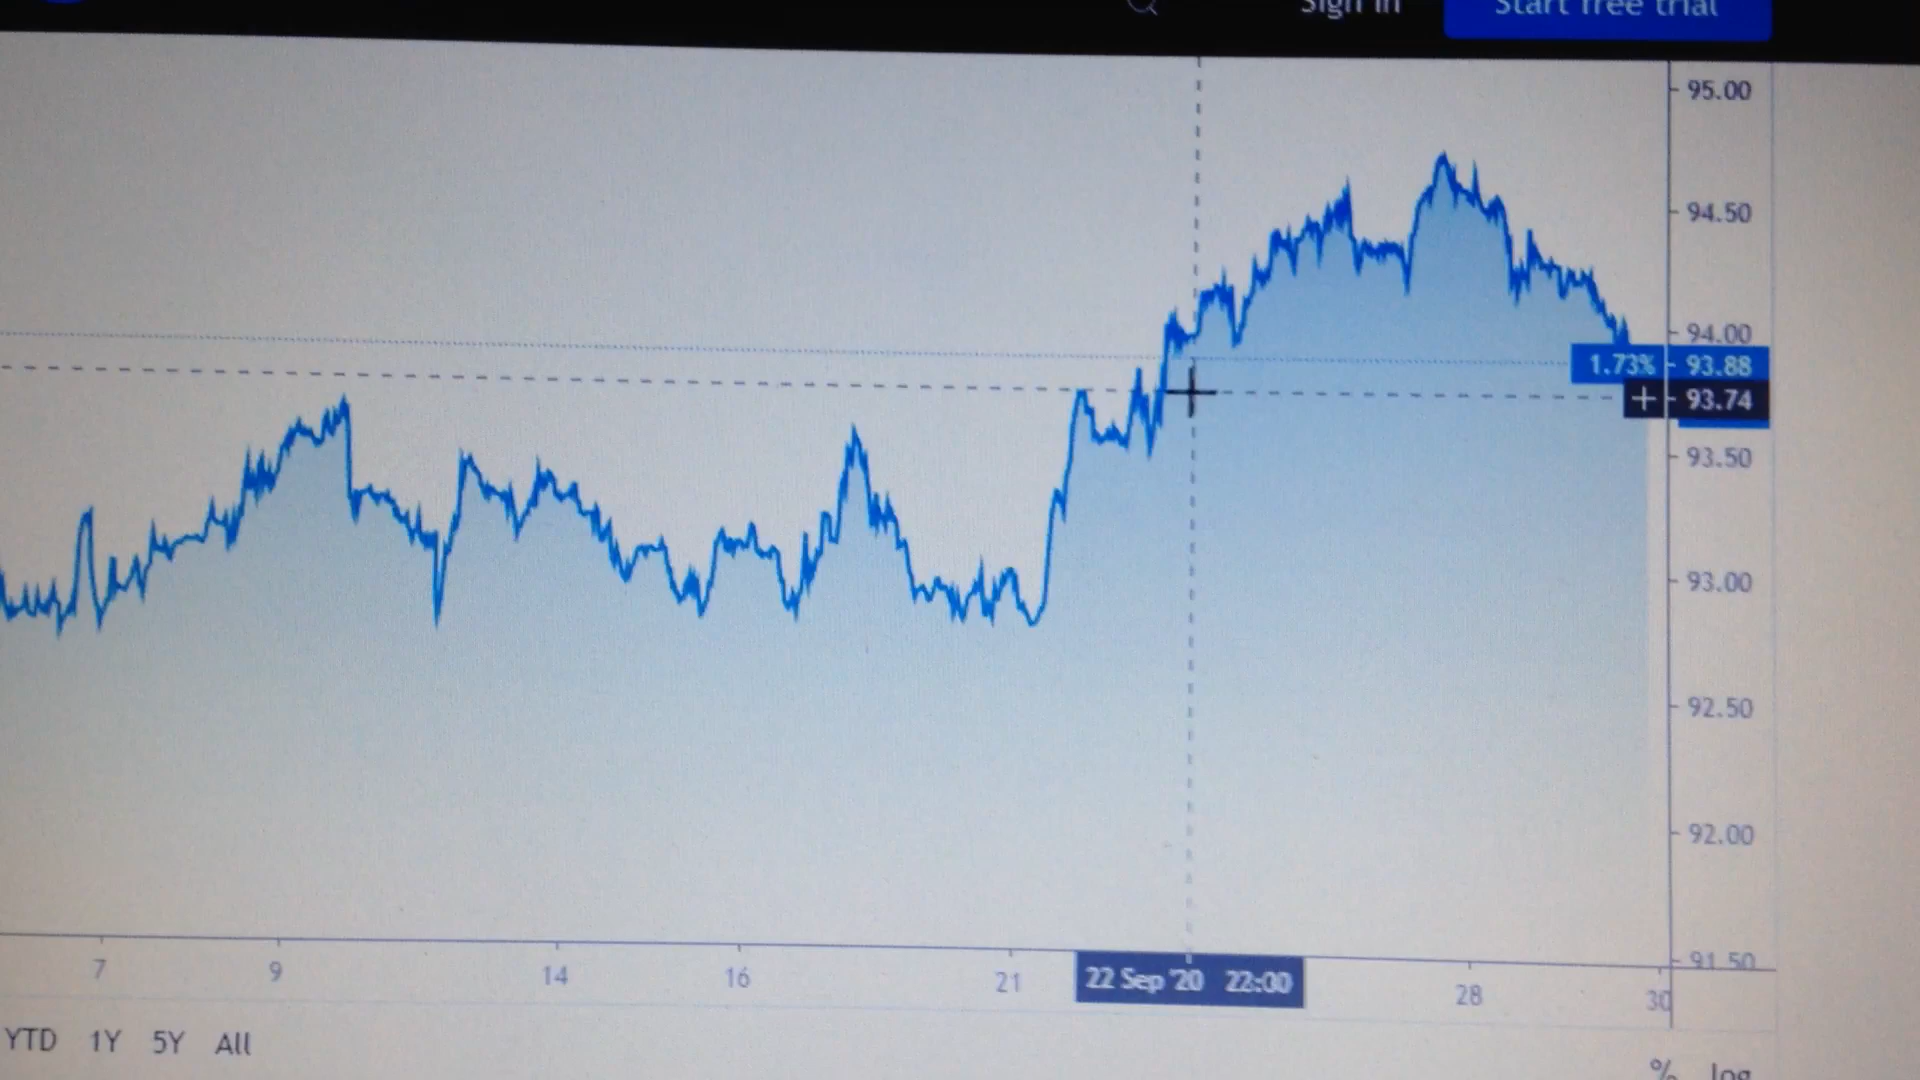 Sign in Start free trial
95.00
94.50
94.00
1.73% 93.88
93.74
93.50
93.00
92.50
92.00
91.50
7 9 14 16 21 22 Sep '20 22:00 28 30
YTD 1Y 5Y All
% log